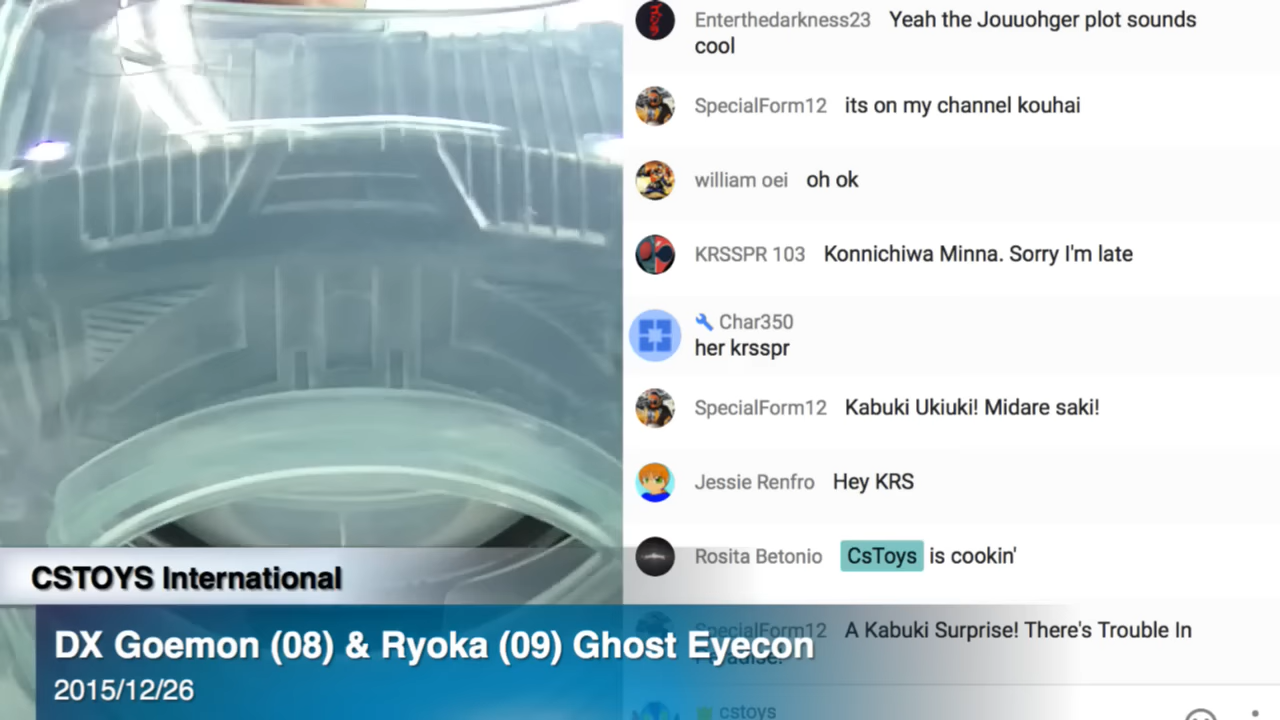 Enterthedarkness23 Yeah the Jouuohger plot sounds
cool
SpecialForm12 its on my channel kouhai
william oei oh ok
KRSSPR 103 Konnichiwa Minna. Sorry I'm late
Char350
her krsspr
SpecialForm12 Kabuki Ukiuki! Midare saki!
Jessie Renfro Hey KRS
Rosita Betonio CsToys is cookin'
SpecialForm12 A Kabuki Surprise! There's Trouble In
Paradise!
cstoys
CSTOYS International
DX Goemon (08) & Ryoka (09) Ghost Eyecon
2015/12/26